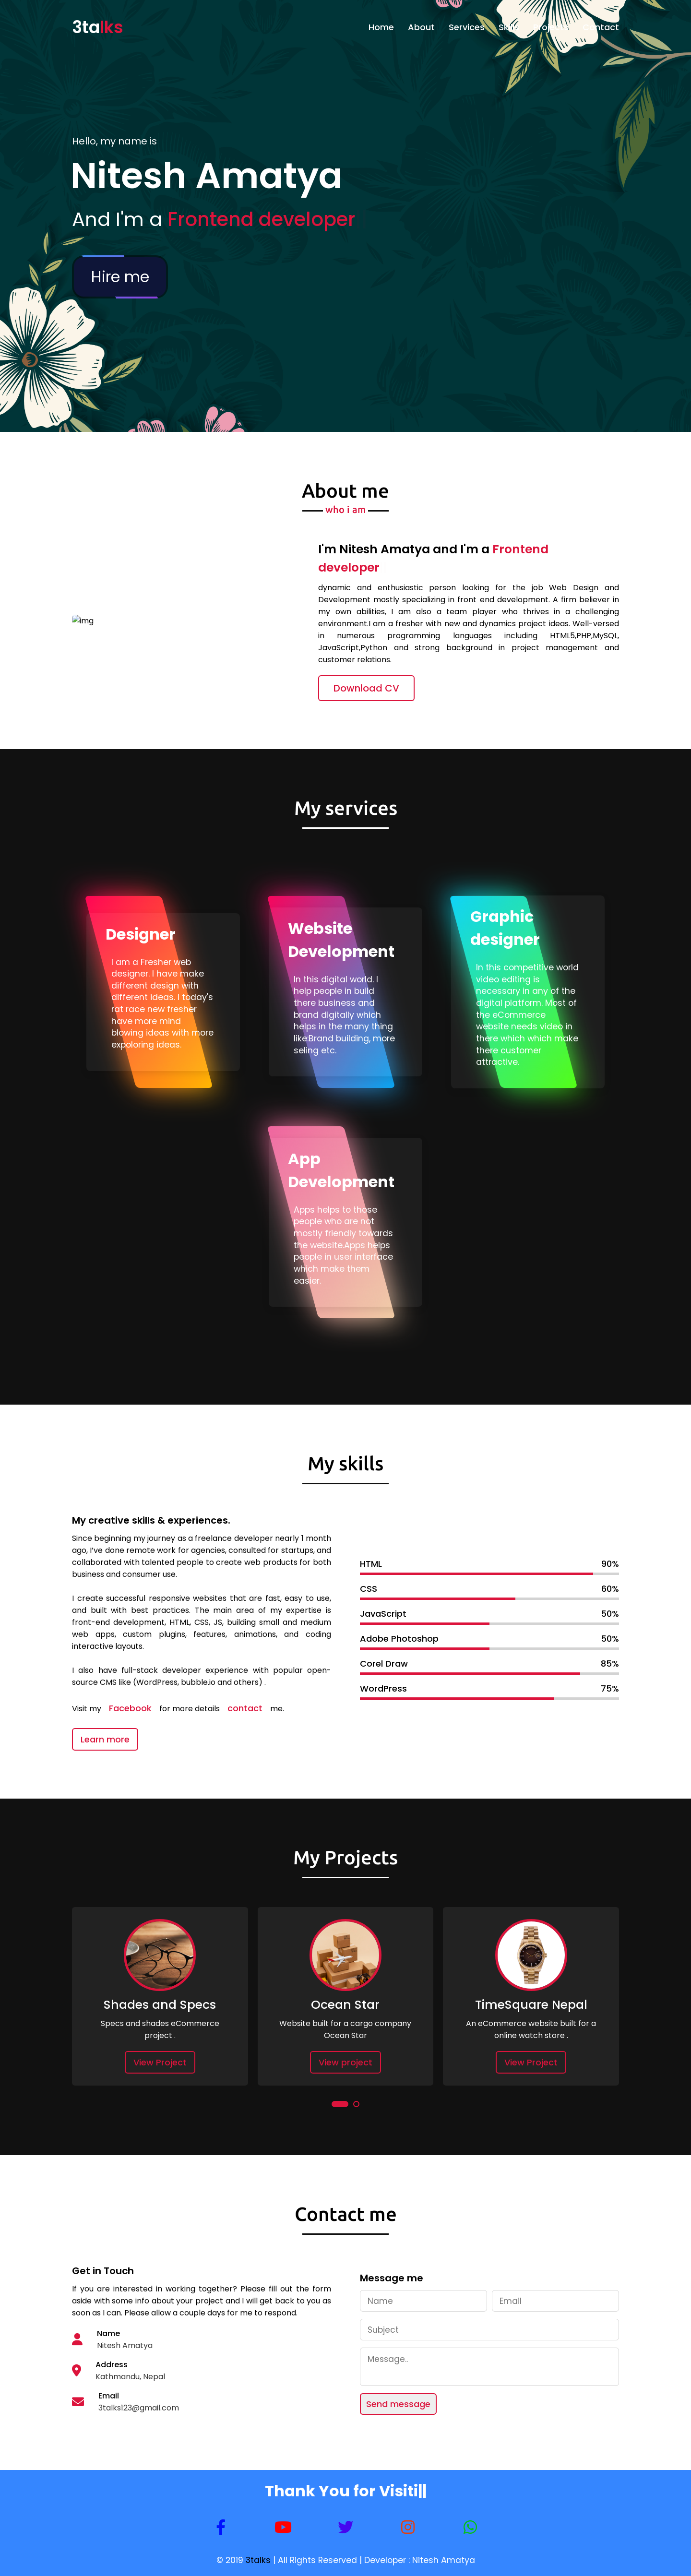 3talks
Home About Services Contact
Hello, my name is
Nitesh Amatya
And I'm a Frontend developer
Hire me
About me
who i am
img
I'm Nitesh Amatya and I'm a Frontend
developer
dynamic and enthusiastic person looking for the job Web Design and
Development mostly specializing in front end development. A firm believer in
my own abilities, I am also a team player who thrives in a challenging
environment.I am a fresher with new and dynamics project ideas. Well-versed
in numerous programming languages including HTML5,PHP,MySQL,
JavaScript,Python and strong background in project management and
customer relations.
Download CV
My services
Designer
I am a Fresher web
designer. I have make
different design with
different ideas. I today's
rat race new fresher
have more mind
blowing ideas with more
expoloring ideas.
Website
Development
In this digital world. I
help people in build
there business and
brand digitally which
helps in the many thing
like:Brand building, more
seling etc.
Graphic
designer
In this competitive world
video editing is
necessary in any of the
digital platform. Most of
the eCommerce
website needs video in
there which which make
there customer
attractive.
App
Development
Apps helps to those
people who are not
mostly friendly towards
the website.Apps helps
people in user interface
which make them
easier.
My skills
My creative skills & experiences.
Since beginning my journey as a freelance developer nearly 1 month
ago, I've done remote work for agencies, consulted for startups, and
collaborated with talented people to create web products for both
business and consumer use.
I create successful responsive websites that are fast, easy to use,
and built with best practices. The main area of my expertise is
front-end development, HTML, CSS, JS, building small and medium
web apps, custom plugins, features, animations, and coding
interactive layouts.
I also have full-stack developer experience with popular open-
source CMS like (WordPress, bubble.io and others) .
Visit my Facebook for more details contact me.
Learn more
HTML 90%
CSS 60%
JavaScript 50%
Adobe Photoshop 50%
Corel Draw 85%
WordPress 75%
My Projects
Shades and Specs
Specs and shades eCommerce
project .
View Project
Ocean Star
Website built for a cargo company
Ocean Star
View project
TimeSquare Nepal
An eCommerce website built for a
online watch store .
View Project
Contact me
Get in Touch
If you are interested in working together? Please fill out the form
aside with some info about your project and I will get back to you as
soon as I can. Please allow a couple days for me to respond.
Name
Nitesh Amatya
Address
Kathmandu, Nepal
Email
3talks123@gmail.com
Message me
Name Email
Subject
Message..
Send message
Thank You for Visiti||
© 2019 3talks | All Rights Reserved | Developer : Nitesh Amatya